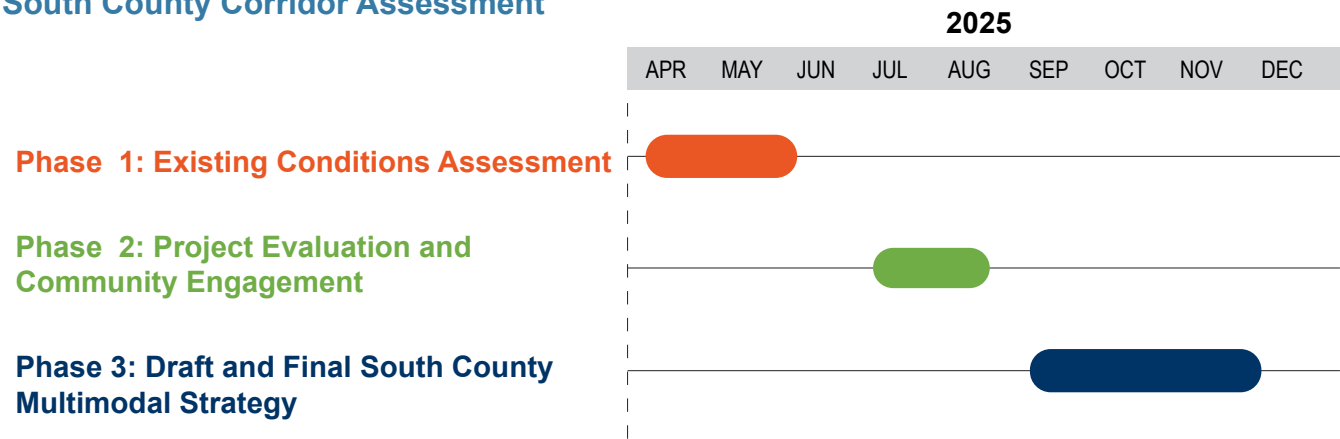 South County Corridor Assessment
2025
APR MAY JUN JUL AUG SEP OCT NOV DEC
Phase 1: Existing Conditions Assessment
Phase 2: Project Evaluation and
Community Engagement
Phase 3: Draft and Final South County
Multimodal Strategy